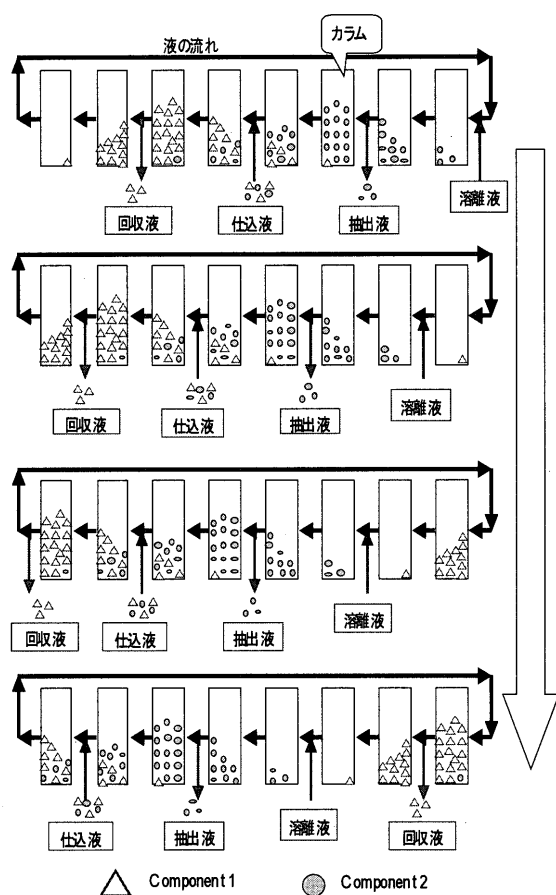 カラム
液の流れ
溶離液
回収液
仕込液
抽出液
溶離液
回収液
仕込液
抽出液
溶離液
回収液
仕込液
抽出液
仕込液
抽出液
溶離液
回収液
Component 1
Component 2